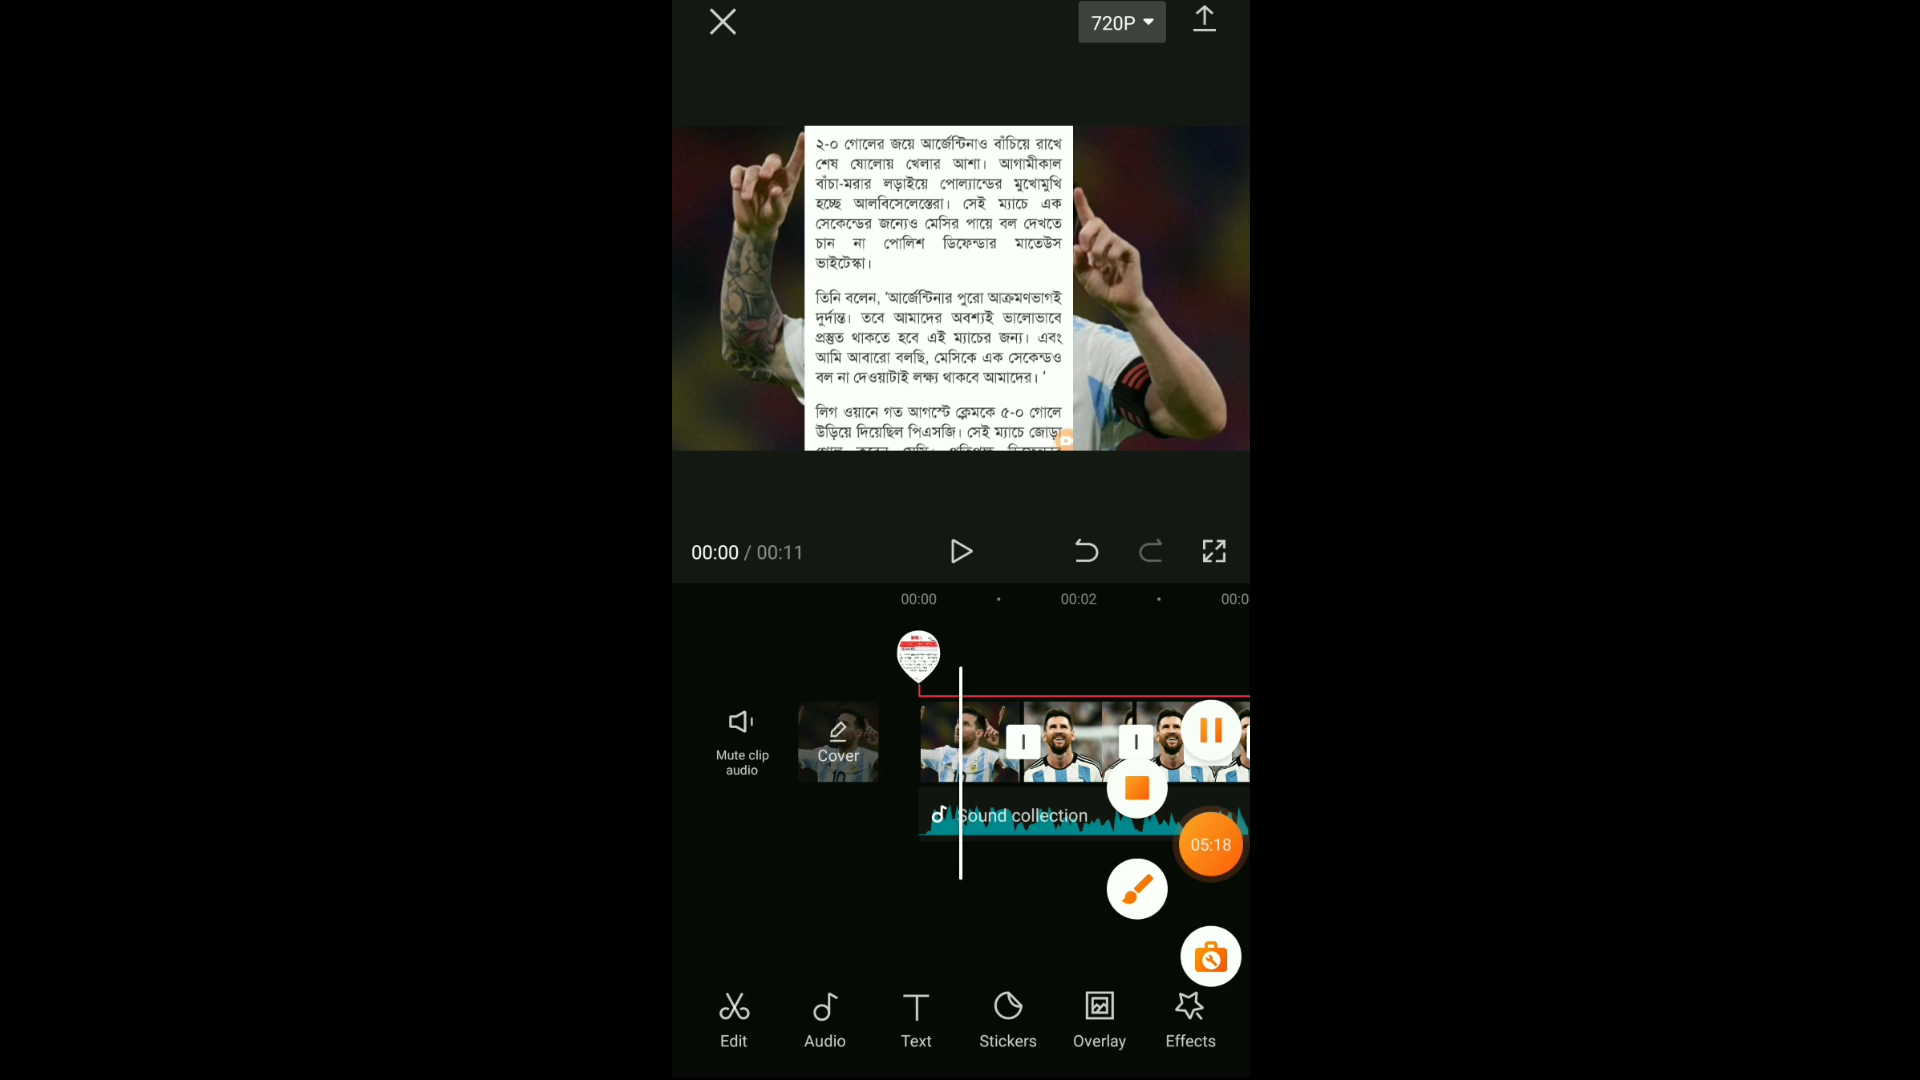 720P
২-০ গোলের জয়ে আর্জেন্টিনাও বাঁচিয়ে রাখে
শেষ ষোলোয় খেলার আশা। আগামীকাল
বাঁচা-মরার লড়াইয়ে পোল্যান্ডের মুখোমুখি
হচ্ছে আলবিসেলেস্তেরা। সেই ম্যাচে এক
সেকেন্ডের জন্যেও মেসির পায়ে বল দেখতে
চান না পোলিশ ডিফেন্ডার মাতেউস
ভাইটেস্কা।
তিনি বলেন, 'আর্জেন্টিনার পুরো আক্রমণভাগই
দুর্দান্ত। তবে আমাদের অবশ্যই ভালোভাবে
প্রস্তুত থাকতে হবে এই ম্যাচের জন্য। এবং
আমি আবারো বলছি, মেসিকে এক সেকেন্ডও
বল না দেওয়াটাই লক্ষ্য থাকবে আমাদের। '
লিগ ওয়ানে গত আগস্টে ক্লেমকে ৫-০ গোলে
উড়িয়ে দিয়েছিল পিএসজি। সেই ম্যাচে জোড়া
00:00 / 00:11
00:00 00:02 00:0
Mute clip
audio
Cover
10
Sound collection
05:18
Edit Audio Text Stickers Overlay Effects